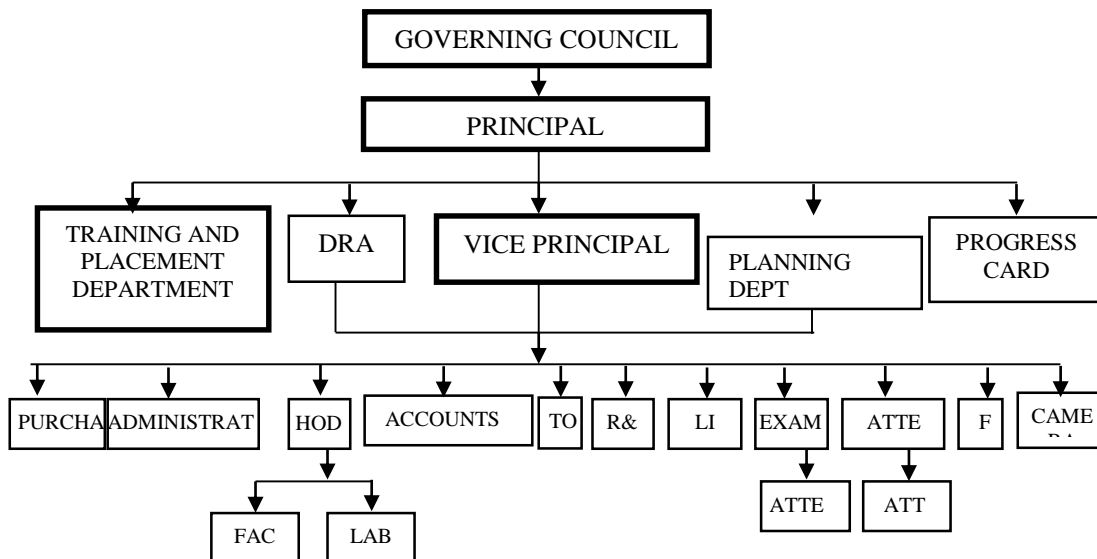 GOVERNING COUNCIL
PRINCIPAL
TRAINING AND
PLACEMENT
DEPARTMENT
DRA
VICE PRINCIPAL
PLANNING
DEPT
PROGRESS
CARD
PURCHA
ADMINISTRAT
HOD
ACCOUNTS
TO
R&
LI
EXAM
ATTE
F
CAME
FAC
LAB
ATTE
ATT